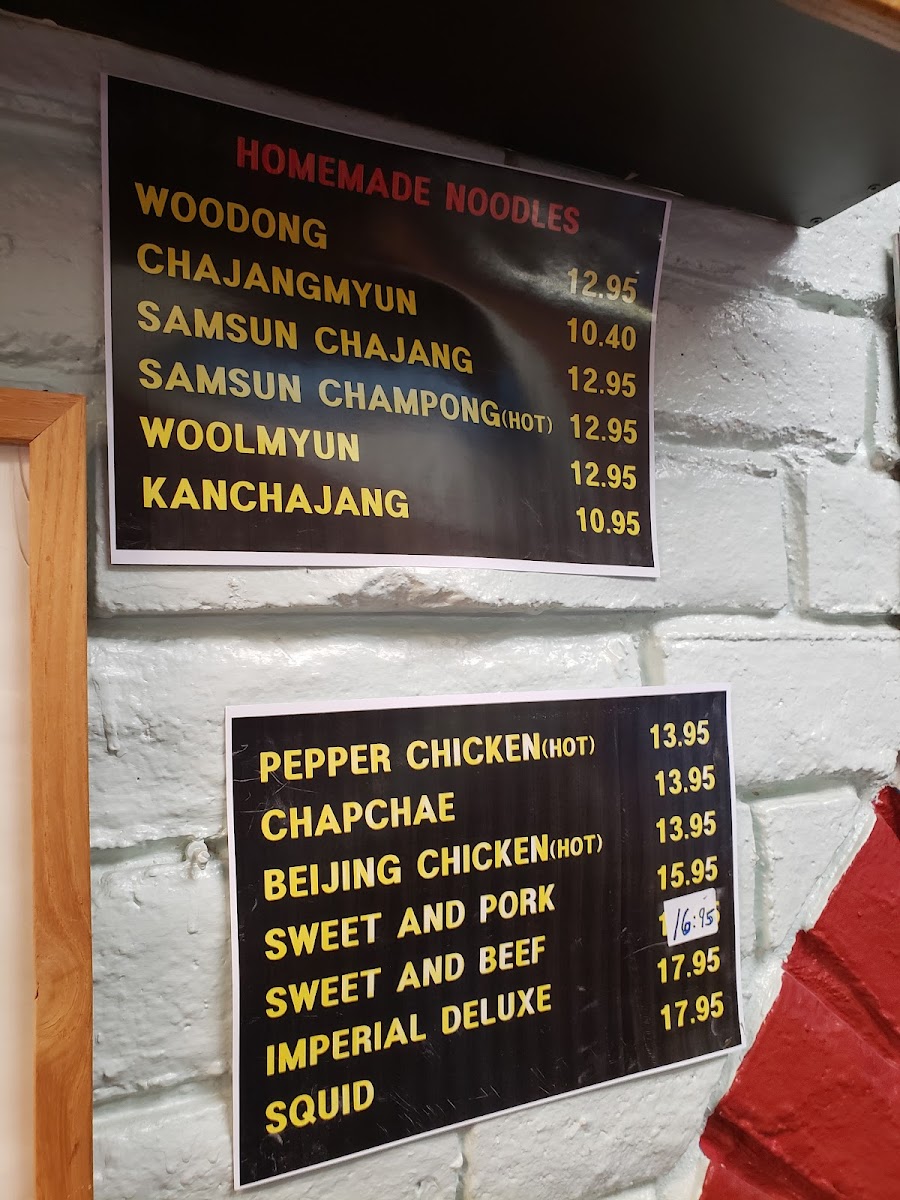 HOMEMADE NOODLES
WOODONG 12.95
CHAJANGMYUN 10.40
SAMSUN CHAJANG 12.95
SAMSUN CHAMPONG(HOT) 12.95
WOOLMYUN 12.95
KANCHAJANG 10.95
PEPPER CHICKEN(HOT) 13.95
CHAPCHAE 13.95
BEIJING CHICKEN(HOT) 13.95
SWEET AND PORK 15.95
SWEET AND BEEF 16.95
IMPERIAL DELUXE 17.95
SQUID 17.95